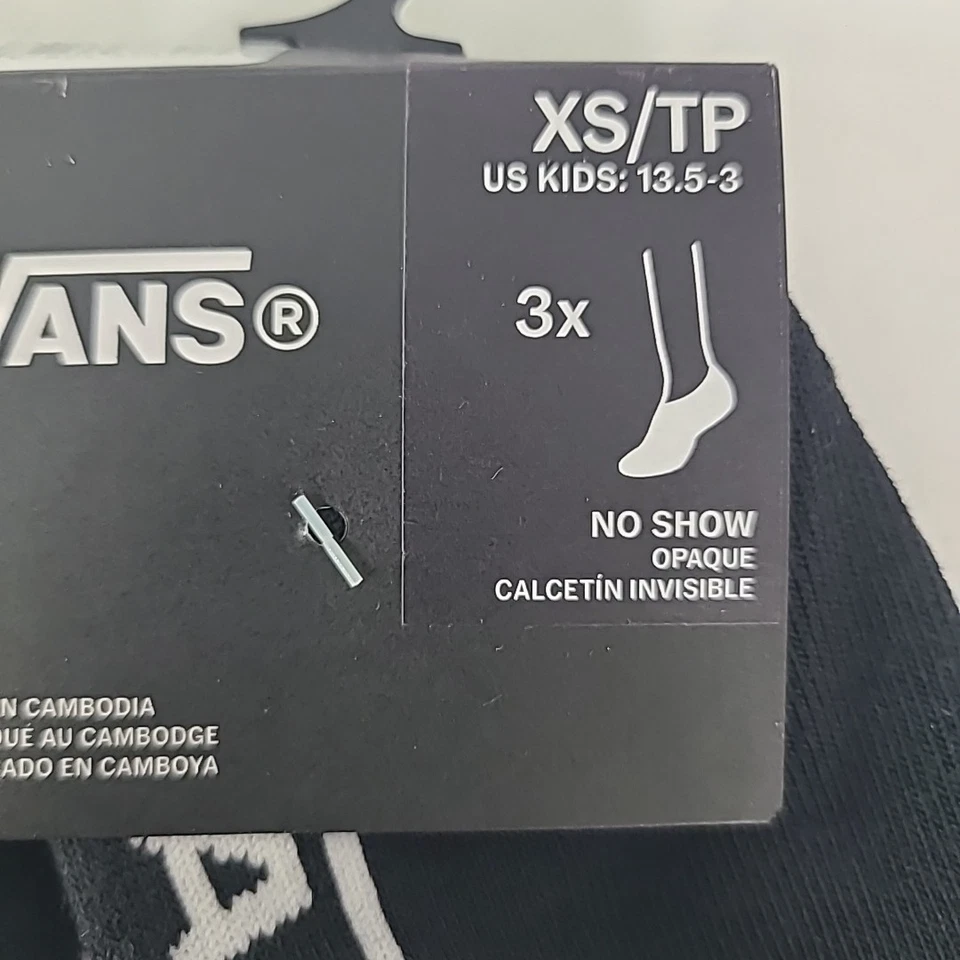 XS/TP
US KIDS: 13.5-3
VANS®
3x
NO SHOW
OPAQUE
CALCETÍN INVISIBLE
N CAMBODIA
QUÉ AU CAMBODGE
ADO EN CAMBOYA